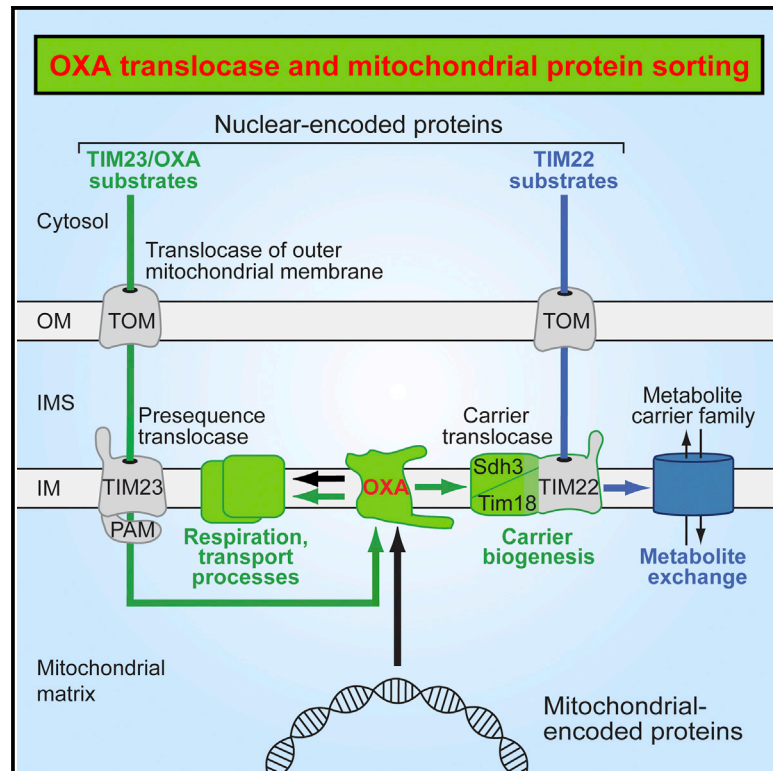 OXA translocase and mitochondrial protein sorting
Nuclear-encoded proteins
TIM23/OXA
substrates
TIM22
substrates
Cytosol
Translocase of outer
mitochondrial membrane
OM
TOM
TOM
IMS
Presequence
translocase
Carrier
translocase
Metabolite
carrier family
IM
TIM23
PAM
OXA
Sdh3
Tim18
TIM22
Respiration,
transport
processes
Carrier
biogenesis
Metabolite
exchange
Mitochondrial
matrix
Mitochondrial-
encoded proteins